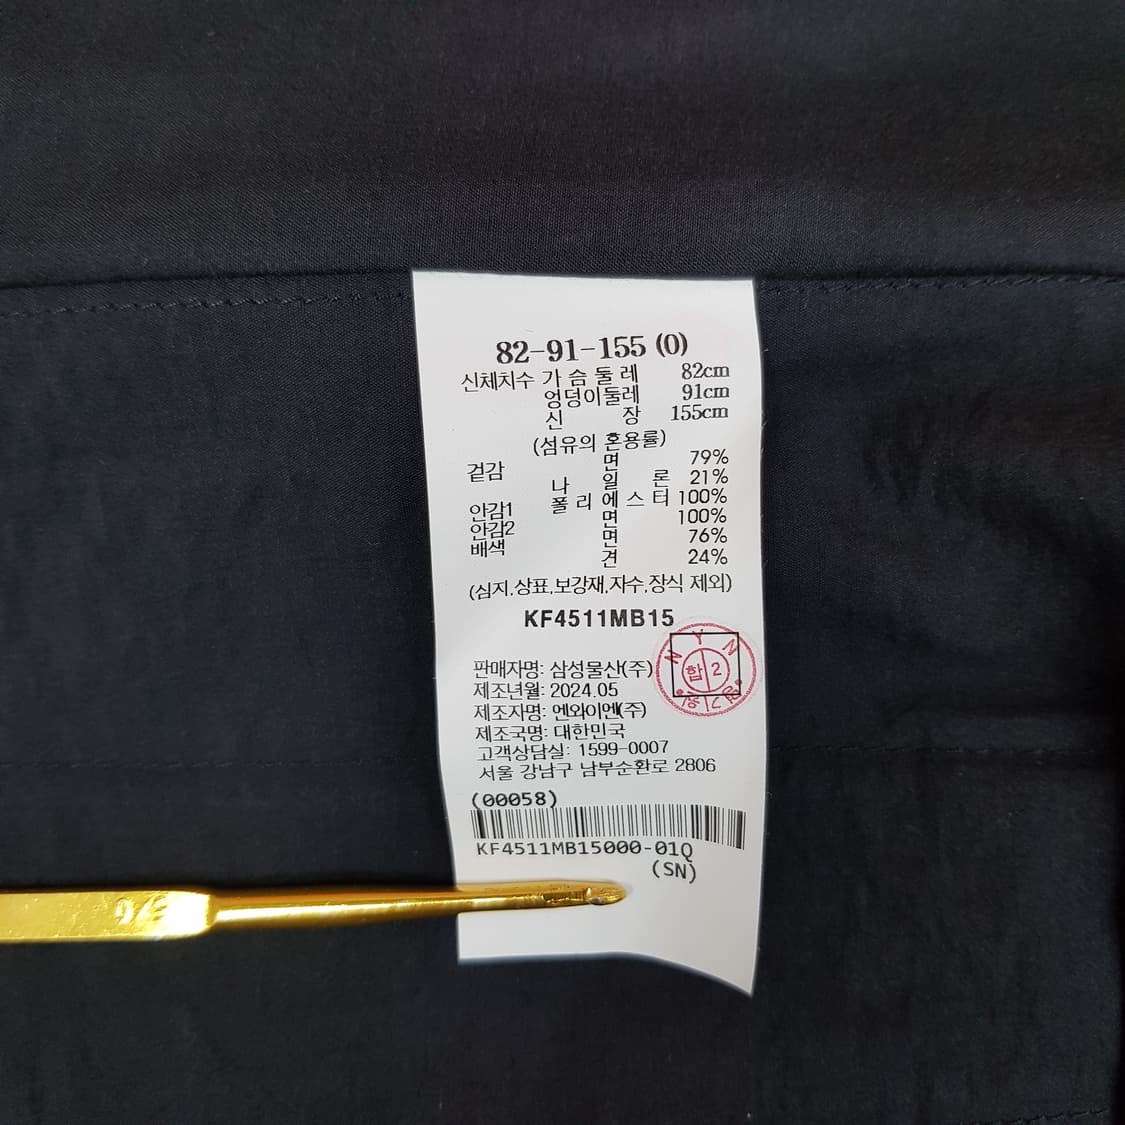 82-91-155 (0)
신체치수 가 슴 둘 레 82cm
엉덩이둘레 91cm
신 장 155cm
(섬유의 혼용률)
겉감 면 79%
나 일 론 21%
안감1 폴 리 에 스 터 100%
안감2 면 100%
배색 면 76%
견 24%
(심지,상표,보강재,자수,장식 제외)
KF4511MB15
N Y N
합 2
판매자명: 삼성물산(주)
제조년월: 2024.05
제조자명: 엔와이엔(주)
제조국명: 대한민국
고객상담실: 1599-0007
서울 강남구 남부순환로 2806
(00058)
KF4511MB15000-01Q
(SN)